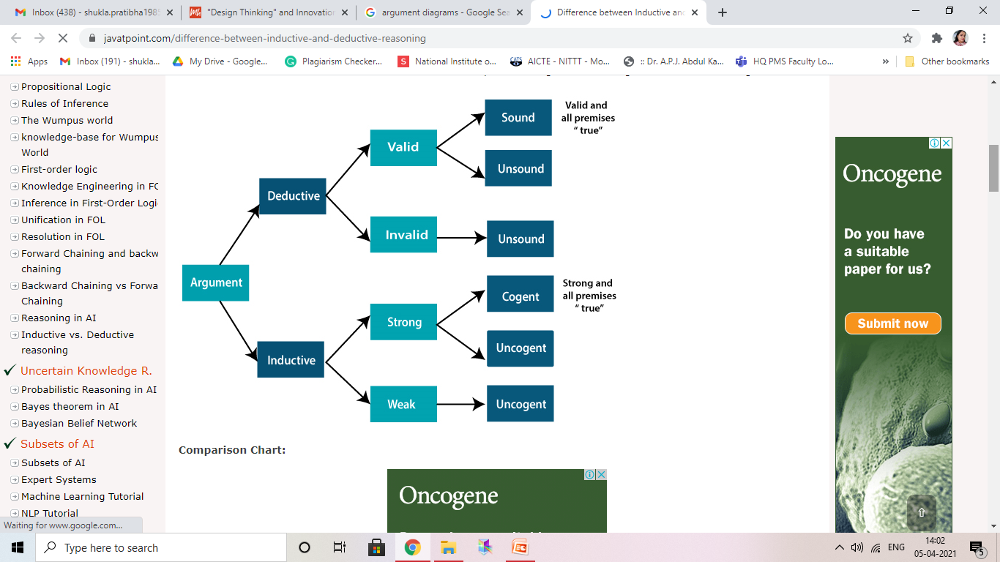 Inbox (438) - shukla.pratibha1985
"Design Thinking" and Innovation
argument diagrams - Google Sea
Difference between Inductive and
javatpoint.com/difference-between-inductive-and-deductive-reasoning
Apps
Inbox (191) - shukla...
My Drive - Google...
Plagiarism Checker...
National Institute o...
AICTE - NITTT - Mo...
:: Dr. A.P.J. Abdul Ka...
HQ PMS Faculty Lo...
»
Other bookmarks
Propositional Logic
Rules of Inference
The Wumpus world
knowledge-base for Wumpus
World
First-order logic
Knowledge Engineering in FO
Inference in First-Order Logi
Unification in FOL
Resolution in FOL
Forward Chaining and backw
chaining
Backward Chaining vs Forwa
Chaining
Reasoning in AI
Inductive vs. Deductive
reasoning
Uncertain Knowledge R.
Probabilistic Reasoning in AI
Bayes theorem in AI
Bayesian Belief Network
Subsets of AI
Subsets of AI
Expert Systems
Machine Learning Tutorial
NLP Tutorial
Waiting for www.google.com...
Argument
Deductive
Valid
Sound
Valid and
all premises
“ true”
Unsound
Invalid
Unsound
Inductive
Strong
Cogent
Strong and
all premises
“ true”
Uncogent
Weak
Uncogent
Comparison Chart:
Oncogene
Oncogene
Do you have
a suitable
paper for us?
Submit now
Type here to search
ENG
14:02
05-04-2021
5